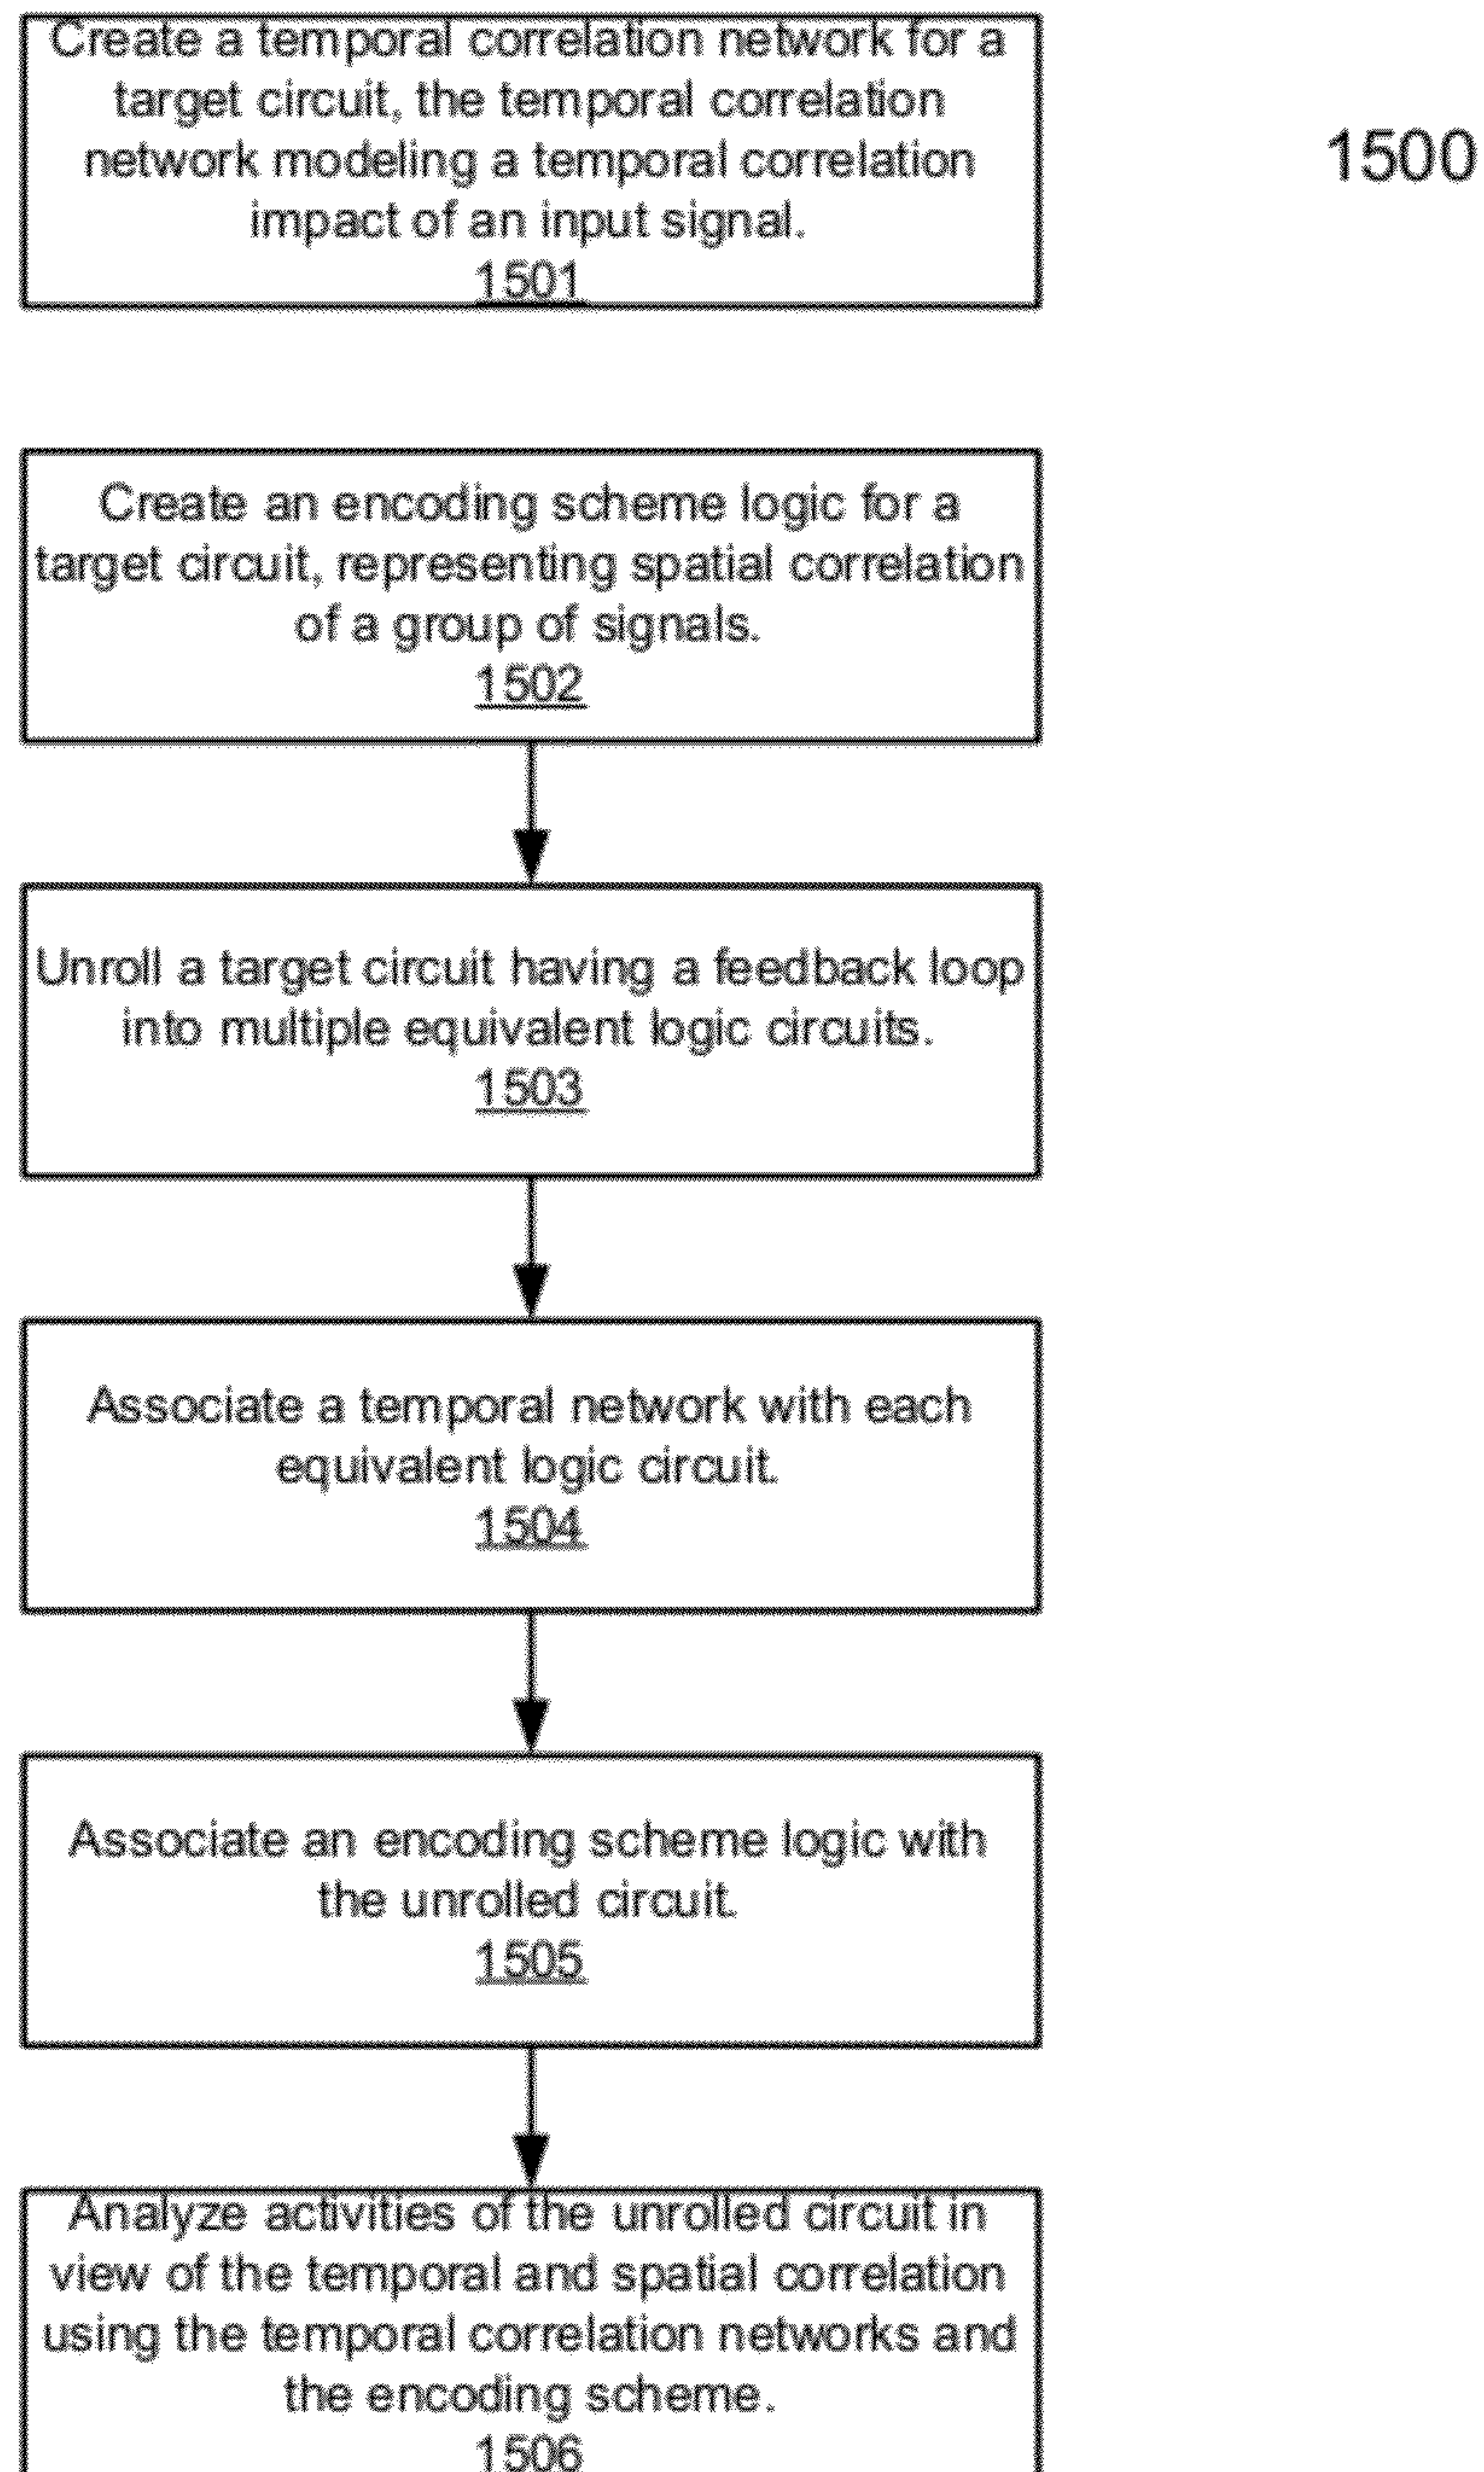 Create a temporal correlation network for a
target circuit, the temporal correlation
network modeling a temporal correlation
impact of an input signal.
1501
1500
Create an encoding scheme logic for a
target circuit, representing spatial correlation
of a group of signals.
1502
Unroll a target circuit having a feedback loop
into multiple equivalent logic circuits.
1503
Associate a temporal network with each
equivalent logic circuit.
1504
Associate an encoding scheme logic with
the unrolled circuit.
1505
Analyze activities of the unrolled circuit in
view of the temporal and spatial correlation
using the temporal correlation networks and
the encoding scheme.
1506